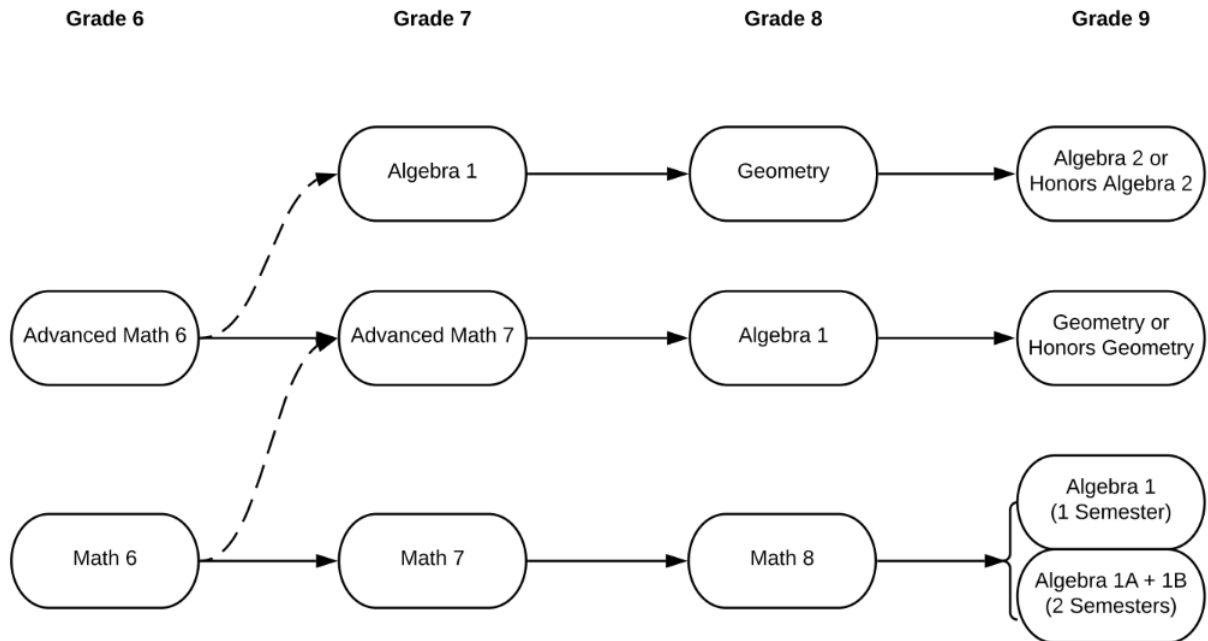 Grade 6 Grade 7 Grade 8 Grade 9
Algebra 1
Geometry
Algebra 2 or
Honors Algebra 2
Advanced Math 6
Advanced Math 7
Algebra 1
Geometry or
Honors Geometry
Math 6
Math 7
Math 8
Algebra 1
(1 Semester)
Algebra 1A + 1B
(2 Semesters)